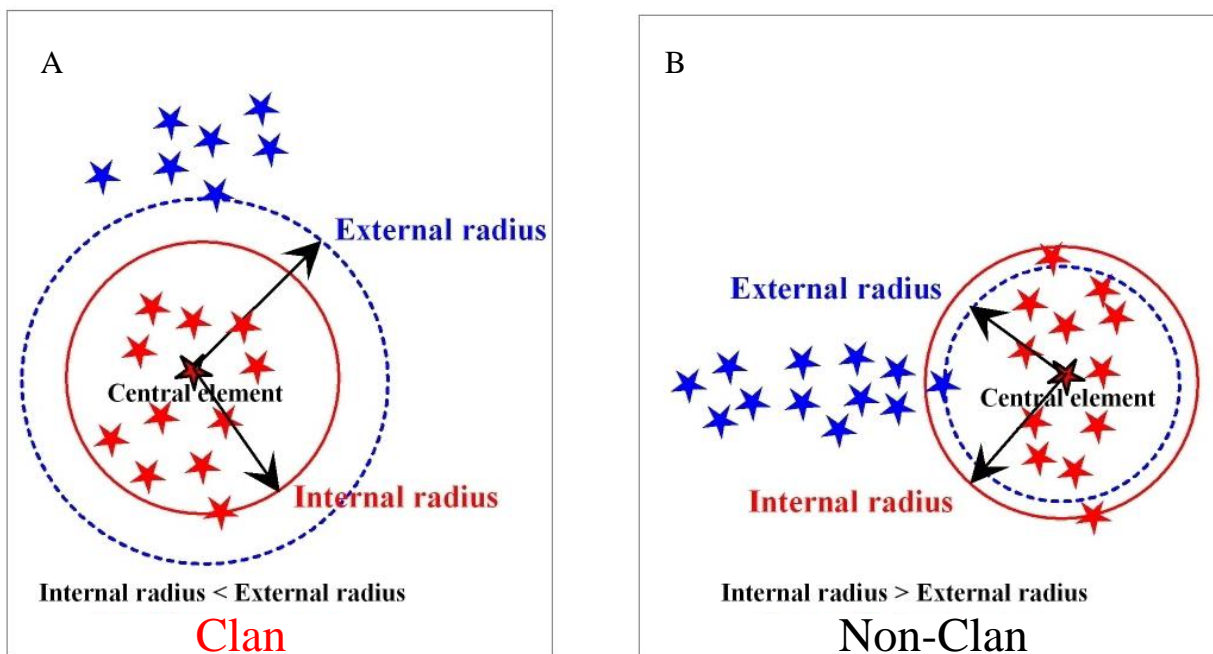 A
External radius
Central element
Internal radius
Internal radius < External radius
Clan
B
External radius
Central element
Internal radius
Internal radius > External radius
Non-Clan